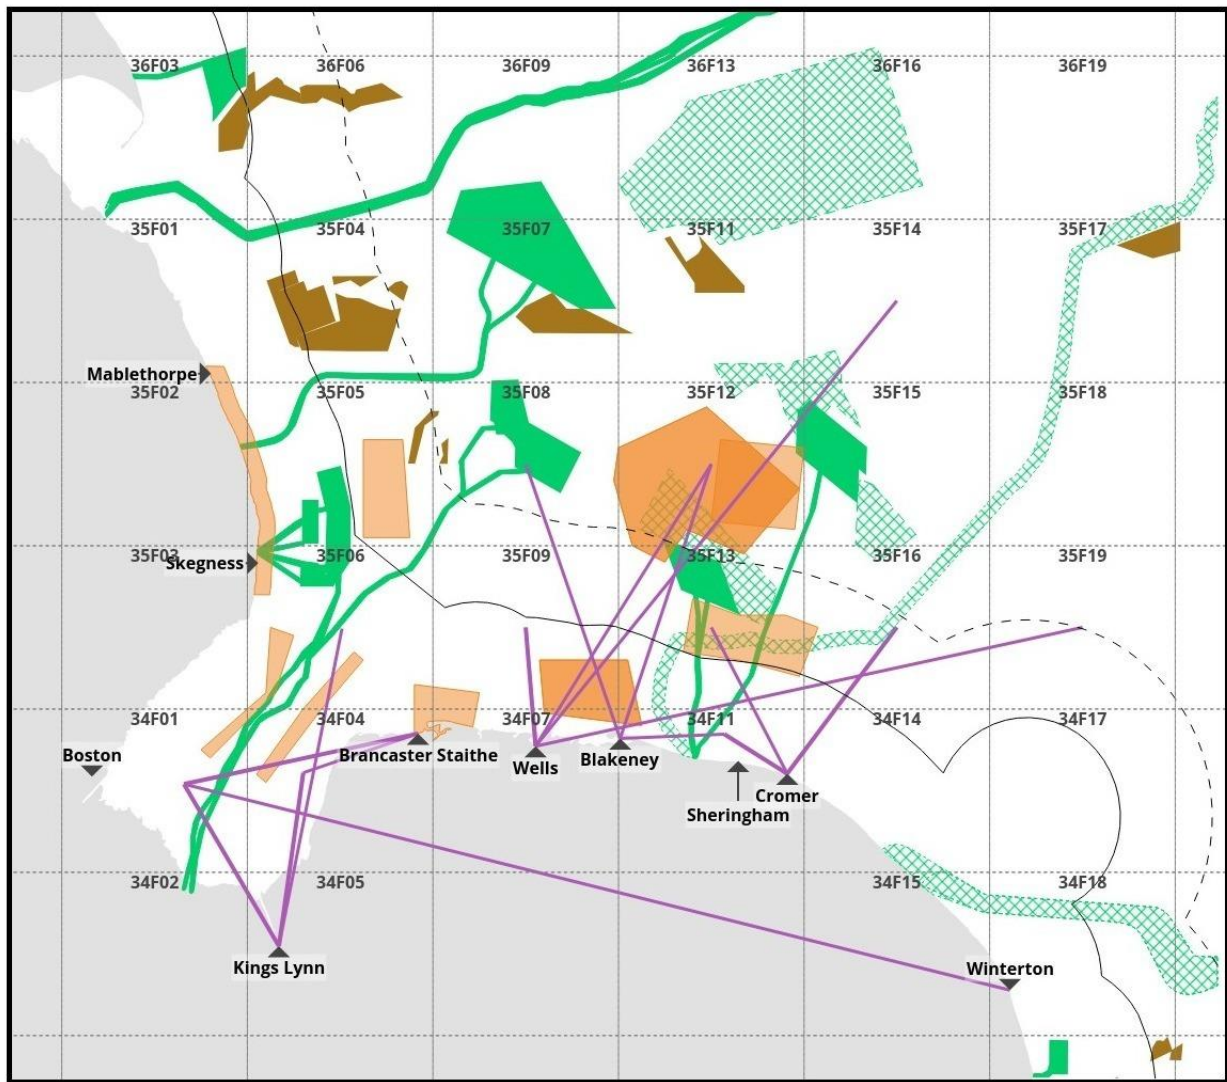 36F03 36F06 36F09 36F13 36F16 36F19
35F01 35F04 35F07 35F11 35F14 35F17
Mablethorpe
35F02 35F05 35F08 35F12 35F15 35F18
35F03 35F06 35F09 35F13 35F16 35F19
Skegness
34F01 34F04 34F07 34F11 34F14 34F17
Boston
Brancaster Staithe
Wells
Blakeney
Cromer
Sheringham
34F02 34F05 34F15 34F18
Kings Lynn
Winterton